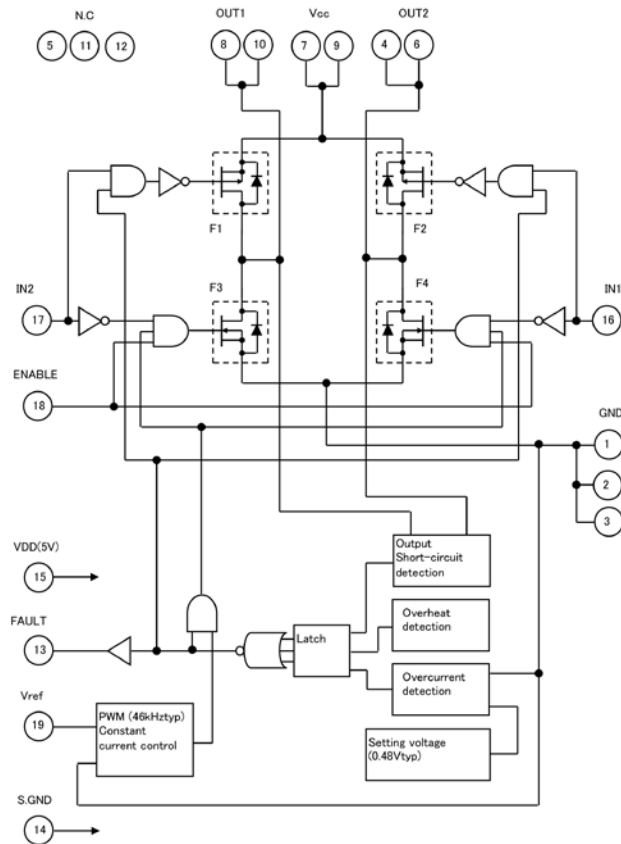 N.C
OUT1
Vcc
OUT2
5
11
12
8
10
7
9
4
6
F1
F2
IN2
F3
F4
IN1
17
16
ENABLE
18
GND
1
2
3
VDD(5V)
15
Output
Short-circuit
detection
FAULT
13
Latch
Overheat
detection
Vref
19
PWM (46kHztyp)
Constant
current control
Overcurrent
detection
Setting voltage
(0.48Vtyp)
S.GND
14